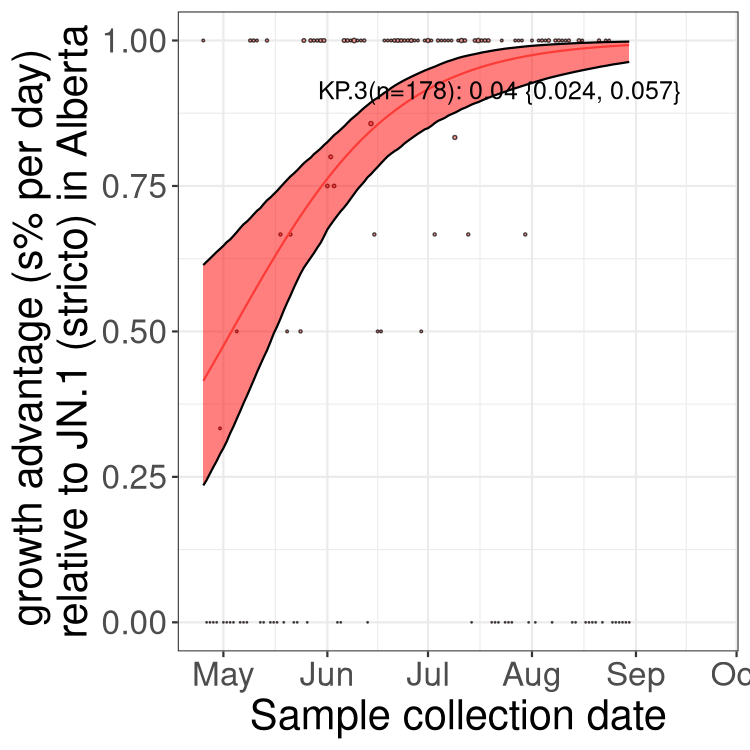 growth advantage (s% per day)
relative to JN.1 (stricto) in Alberta
1.00
0.75
0.50
0.25
0.00
KP.3(n=178): 0.04 {0.024, 0.057}
May Jun Jul Aug Sep Oc
Sample collection date